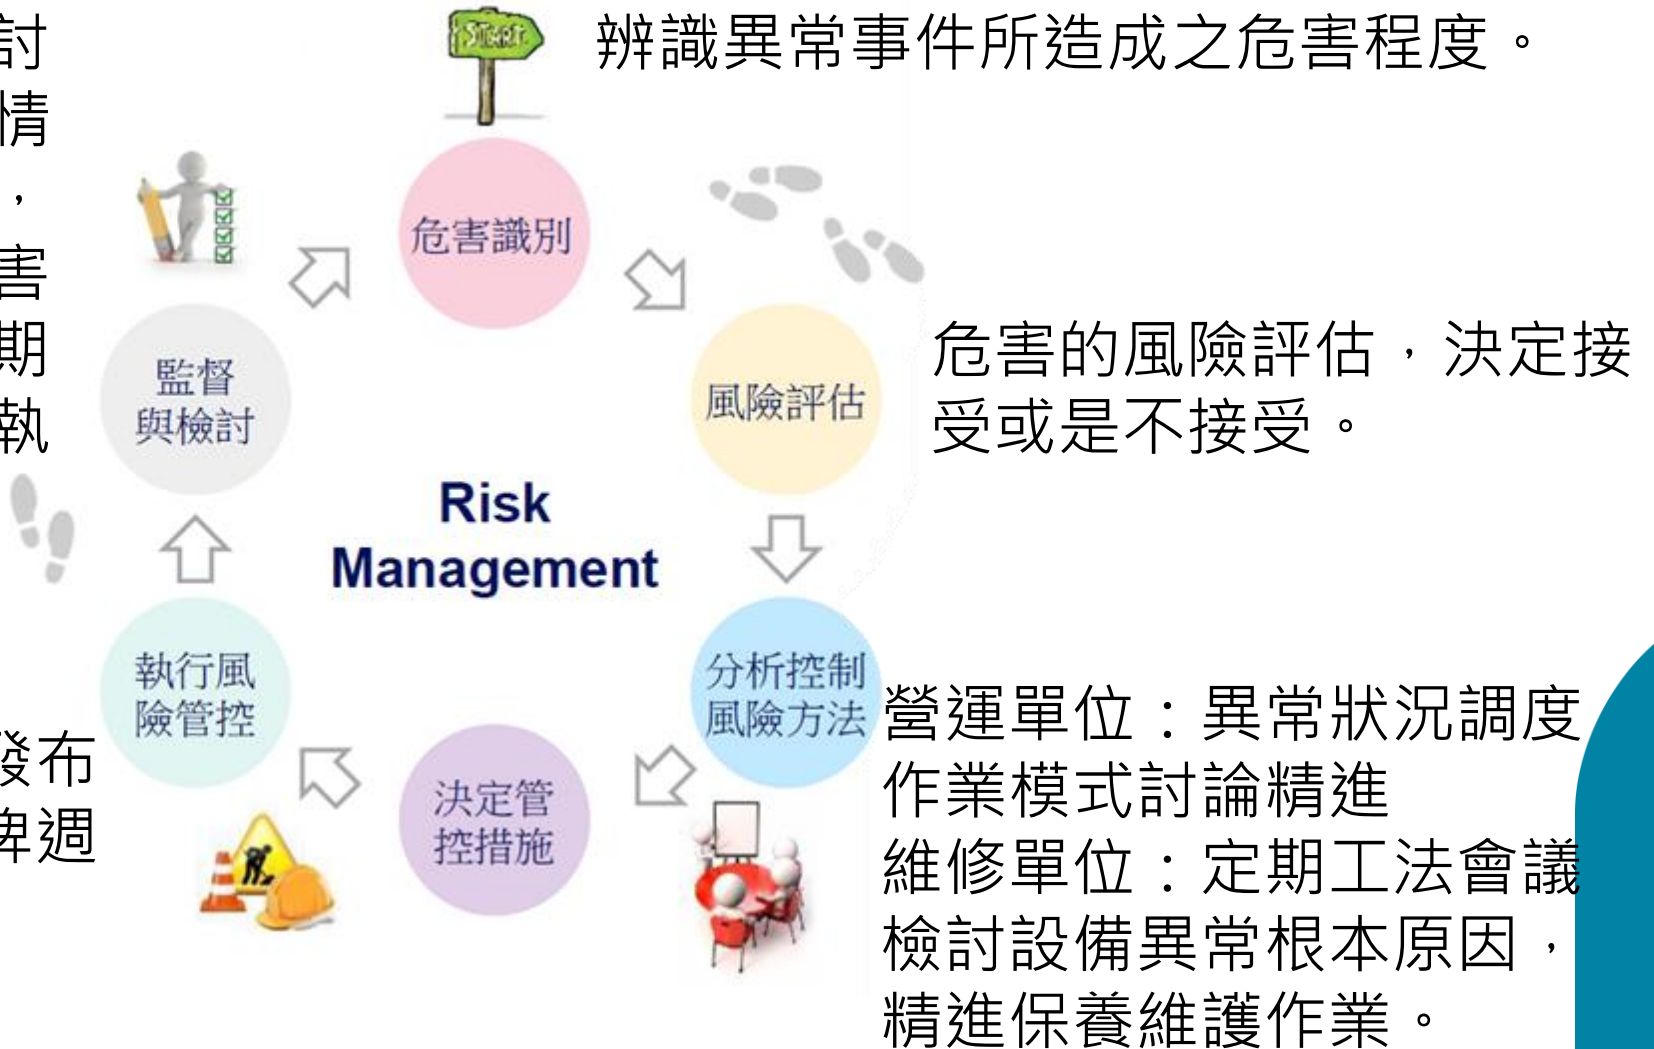 討
情
，
害
期
執
START
辨識異常事件所造成之危害程度。
危害識別
風險評估
危害的風險評估，決定接
受或是不接受。
分析控制
風險方法
營運單位：異常狀況調度
作業模式討論精進
維修單位：定期工法會議
檢討設備異常根本原因，
精進保養維護作業。
決定管
控措施
執行風
險管控
發布
週
監督
與檢討
Risk
Management